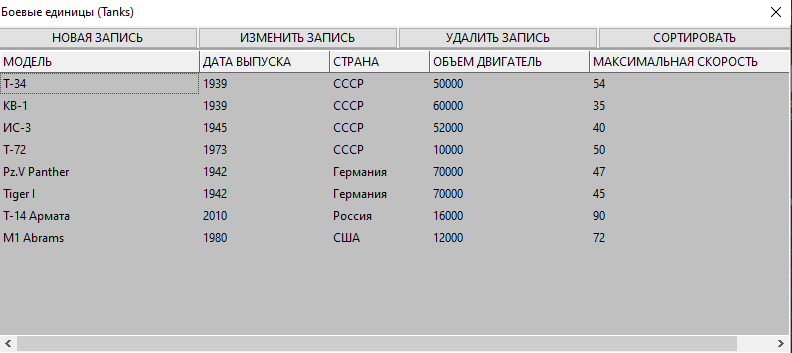 Боевые единицы (Tanks)
НОВАЯ ЗАПИСЬ ИЗМЕНИТЬ ЗАПИСЬ УДАЛИТЬ ЗАПИСЬ СОРТИРОВАТЬ
МОДЕЛЬ ДАТА ВЫПУСКА СТРАНА ОБЪЕМ ДВИГАТЕЛЬ МАКСИМАЛЬНАЯ СКОРОСТЬ
Т-34 1939 СССР 50000 54
КВ-1 1939 СССР 60000 35
ИС-3 1945 СССР 52000 40
Т-72 1973 СССР 10000 50
Pz.V Panther 1942 Германия 70000 47
Tiger I 1942 Германия 70000 45
Т-14 Армата 2010 Россия 16000 90
M1 Abrams 1980 США 12000 72